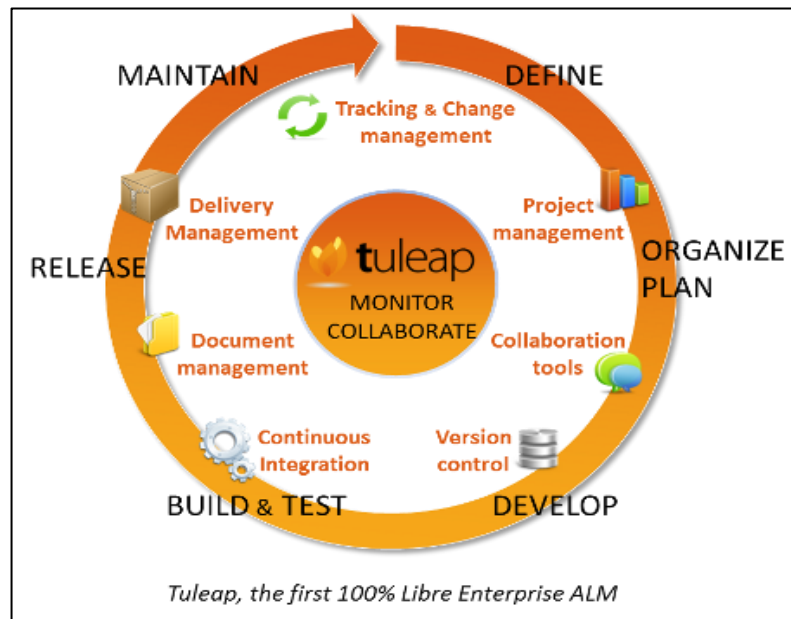 MAINTAIN
DEFINE
Tracking & Change
management
Delivery
Management
Project
management
RELEASE
ORGANIZE
PLAN
tuleap
MONITOR
COLLABORATE
Document
management
Collaboration
tools
Continuous
Integration
Version
control
BUILD & TEST
DEVELOP
Tuleap, the first 100% Libre Enterprise ALM